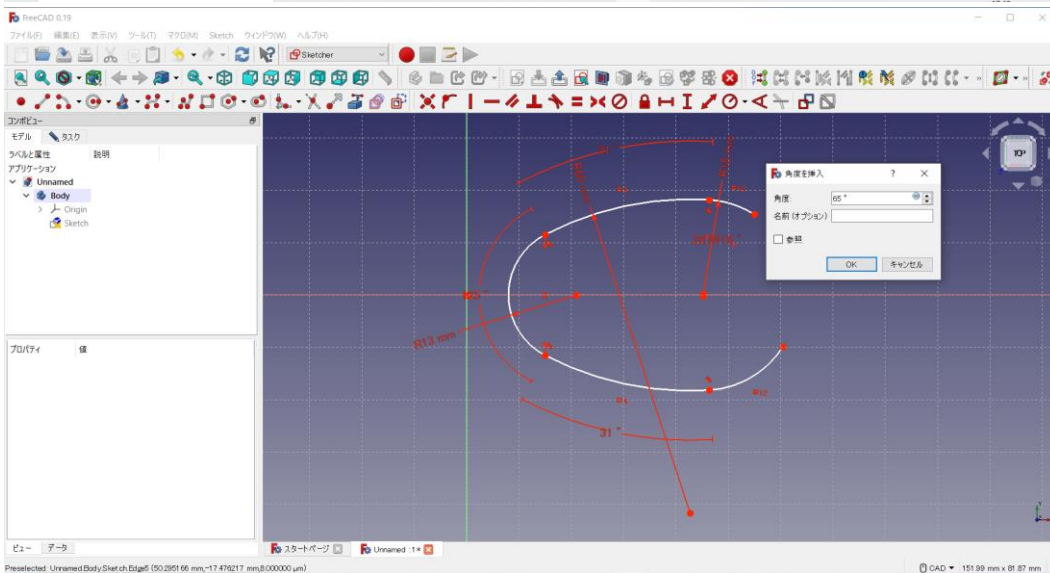 FreeCAD 0.19
ファイル(F) 編集(E) 表示(V) ツール(T) マクロ(M) Sketch ウィンドウ(W) ヘルプ(H)
Sketcher
コンボビュー
モデル タスク
ラベルと属性 説明
アプリケーション
Unnamed
Body
Origin
Sketch
プロパティ 値
ビュー データ
31 °
R13 mm
31 °
角度を挿入 ? ×
角度: 65 °
名前 (オプション)
参照
OK キャンセル
スタートページ
Unnamed : 1*
Preselected: Unnamed.Body.Sketch.Edge5 (50.295166 mm,-17.476217 mm,8.000000 μm)
CAD 151.99 mm x 81.87 mm